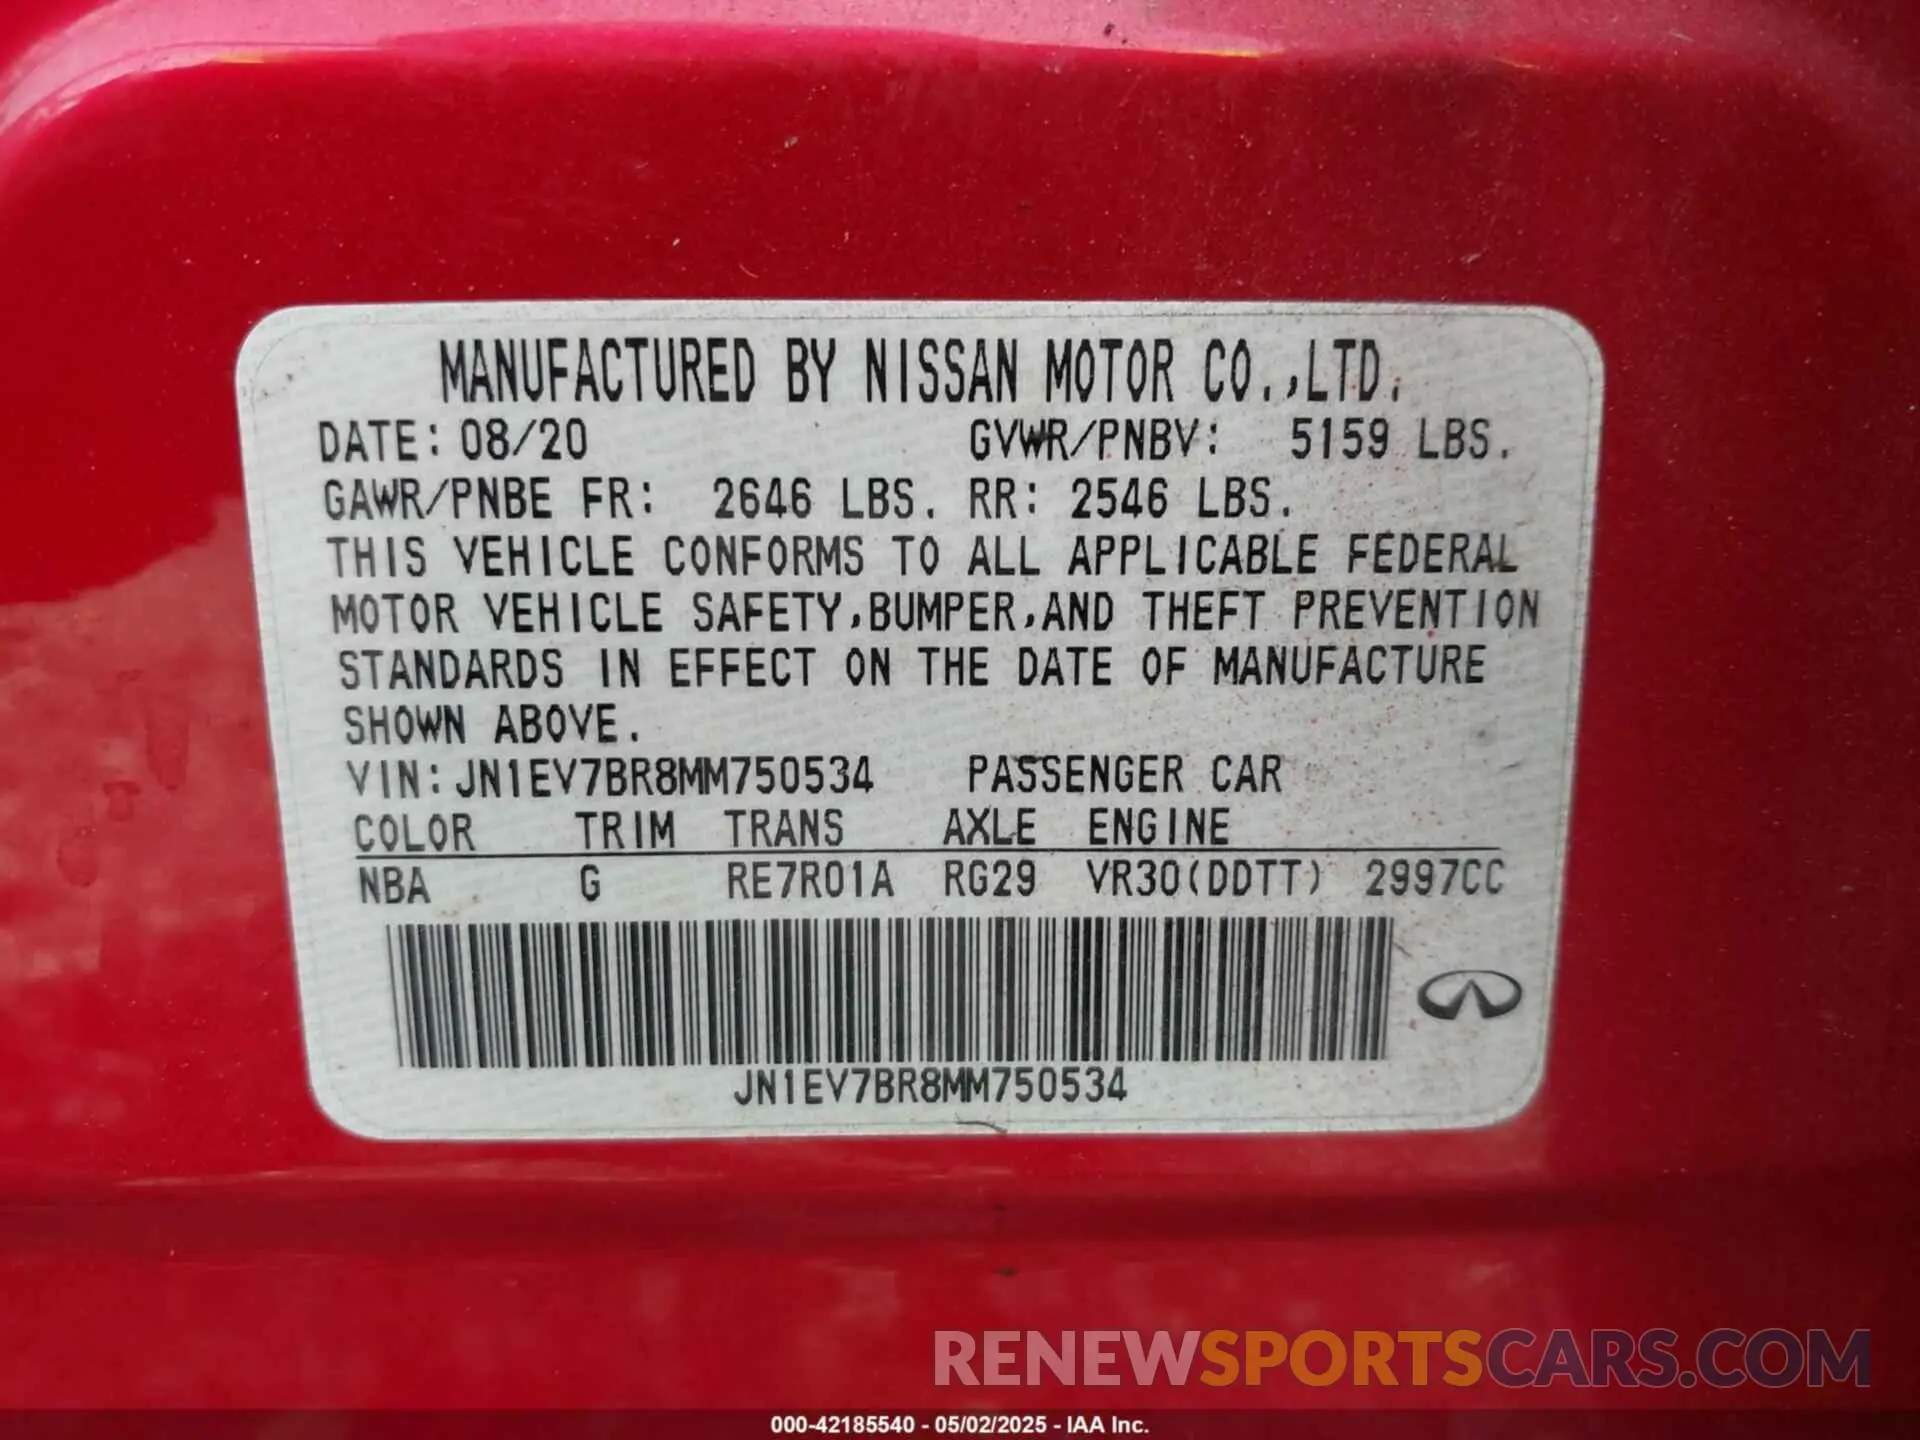 MANUFACTURED BY NISSAN MOTOR CO.,LTD.
DATE: 08/20 GVWR/PNBV: 5159 LBS.
GAWR/PNBE FR: 2646 LBS. RR: 2546 LBS.
THIS VEHICLE CONFORMS TO ALL APPLICABLE FEDERAL
MOTOR VEHICLE SAFETY,BUMPER,AND THEFT PREVENTION
STANDARDS IN EFFECT ON THE DATE OF MANUFACTURE
SHOWN ABOVE.
VIN:JN1EV7BR8MM750534 PASSENGER CAR
COLOR TRIM TRANS AXLE ENGINE
NBA G RE7R01A RG29 VR30(DDTT) 2997CC
JN1EV7BR8MM750534
RENEWSPORTSCARS.COM
000-42185540 - 05/02/2025 - IAA Inc.